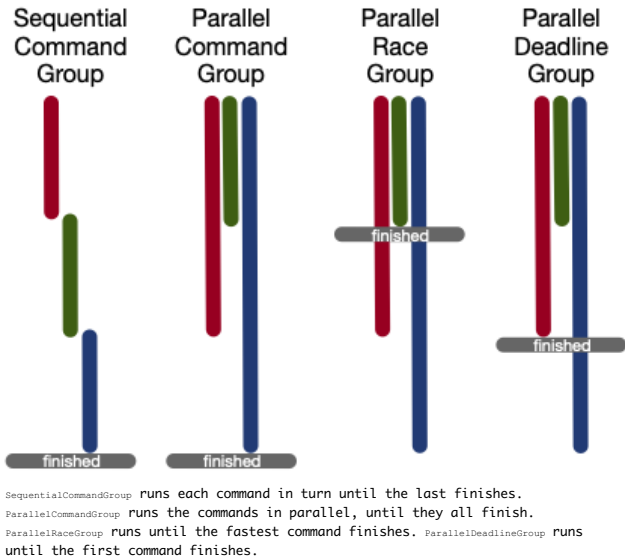 Sequential Command Group
Parallel Command Group
Parallel Race Group
Parallel Deadline Group
finished
finished
finished
finished
SequentialCommandGroup runs each command in turn until the last finishes.
ParallelCommandGroup runs the commands in parallel, until they all finish.
ParallelRaceGroup runs until the fastest command finishes. ParallelDeadlineGroup runs
until the first command finishes.